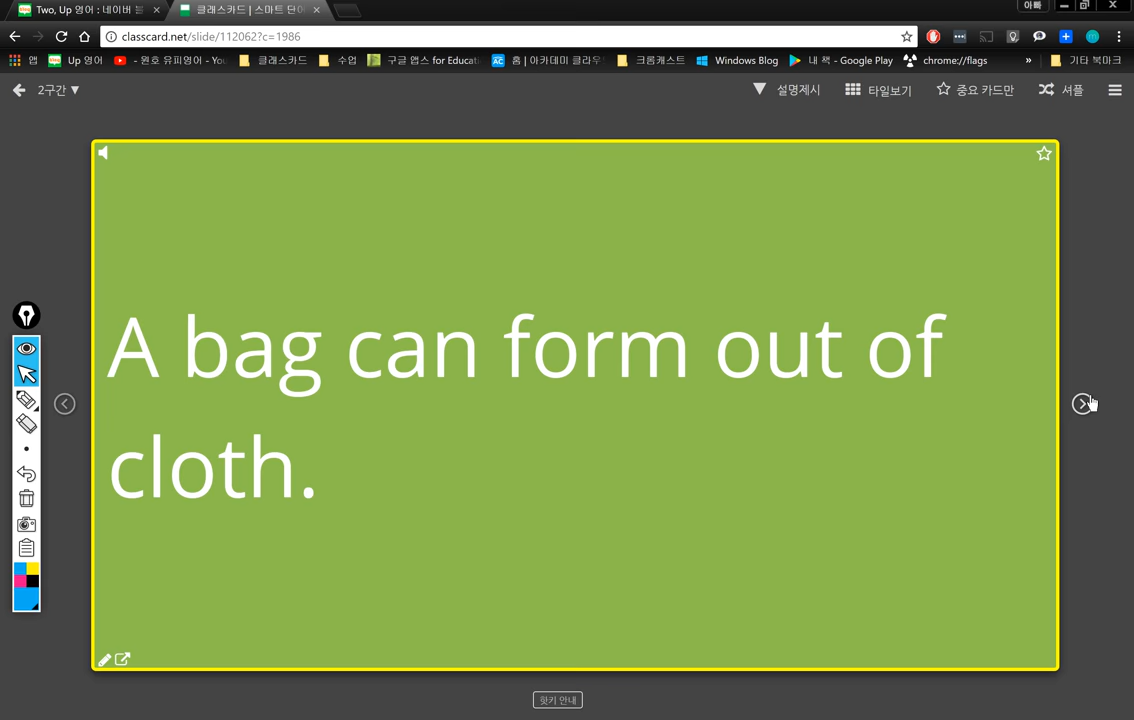 Two, Up 영어 : 네이버 블
클래스카드 | 스마트 단어
아빠
classcard.net/slide/112062?c=1986
앱
Up 영어
- 원호 유피영어 - You
클래스카드
수업
구글 앱스 for Educati
홈 | 아카데미 클라우드
크롬캐스트
Windows Blog
내 책 - Google Play
chrome://flags
»
기타 북마크
2구간 ▼
▼ 설명제시
타일보기
중요 카드만
셔플
A bag can form out of
cloth.
핫키 안내